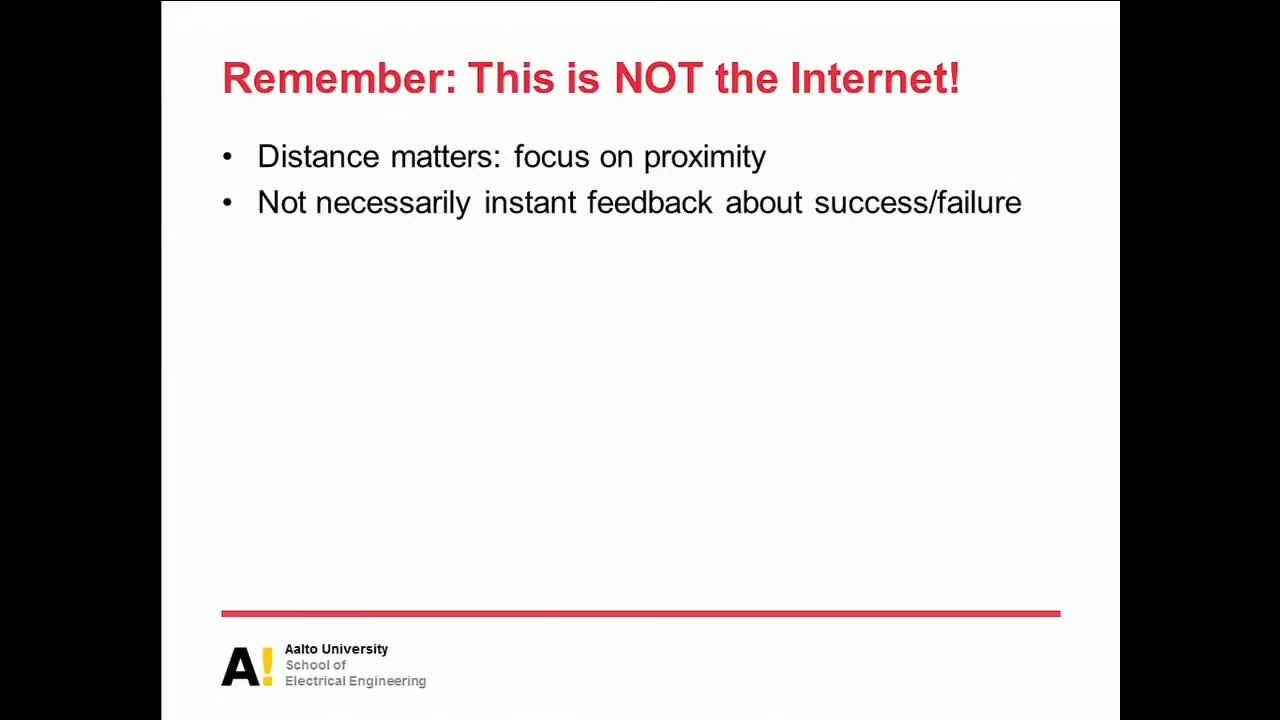 Remember: This is NOT the Internet!
• Distance matters: focus on proximity
• Not necessarily instant feedback about success/failure
A!
Aalto University
School of
Electrical Engineering